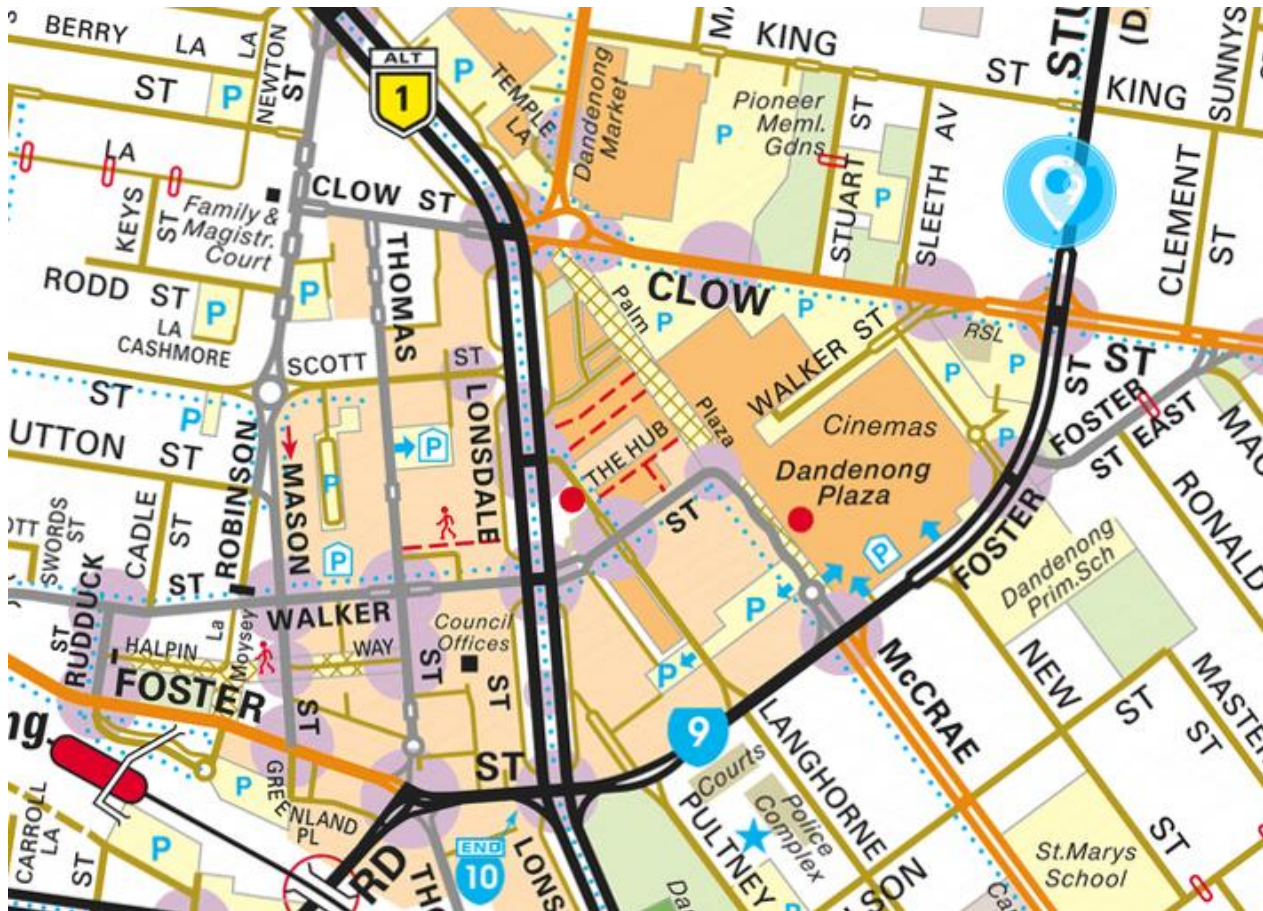 BERRY LA
LA
NEWTON
ST
ALT
1
P
TEMPLE
LA
Dandenong
Market
KING
ST
KING
STU
(D
SUNNYS
ST
P
LA
KEYS
ST
Family &
Magistr.
Court
CLOW ST
THOMAS
P
Pioneer
Meml.
Gdns
STUART
ST
P
SLEETH AV
CLEMENT
ST
RODD ST
P
LA
CASHMORE
P
Palm
CLOW
ST
P
P
WALKER ST
RSL
P
P
SCOTT ST
LONSDALE
ST
P
UTTON ST
ROBINSON
MASON
P
P
P
THE HUB
Plaza
Cinemas
Dandenong
Plaza
ST
FOSTER
ST
FOSTER
ST
EAST
MAC
RONALD
SWORDS
ST
CADLE
ST
RUDDUCK
ST
ST
WALKER
Council
Offices
ST
P
P
P
McCRAE
ST
NEW
Dandenong
Prim.Sch
MASTER
ST
HALPIN
WAY
La
Moysey
FOSTER
ST
ST
ST
9
LANGHORNE
Courts
Police
Complex
PULTNEY
SON
St.Marys
School
ng
P
GREENLAND
PL
RD
END
10
LONS
THO
CARROLL
LA
ST
P
P